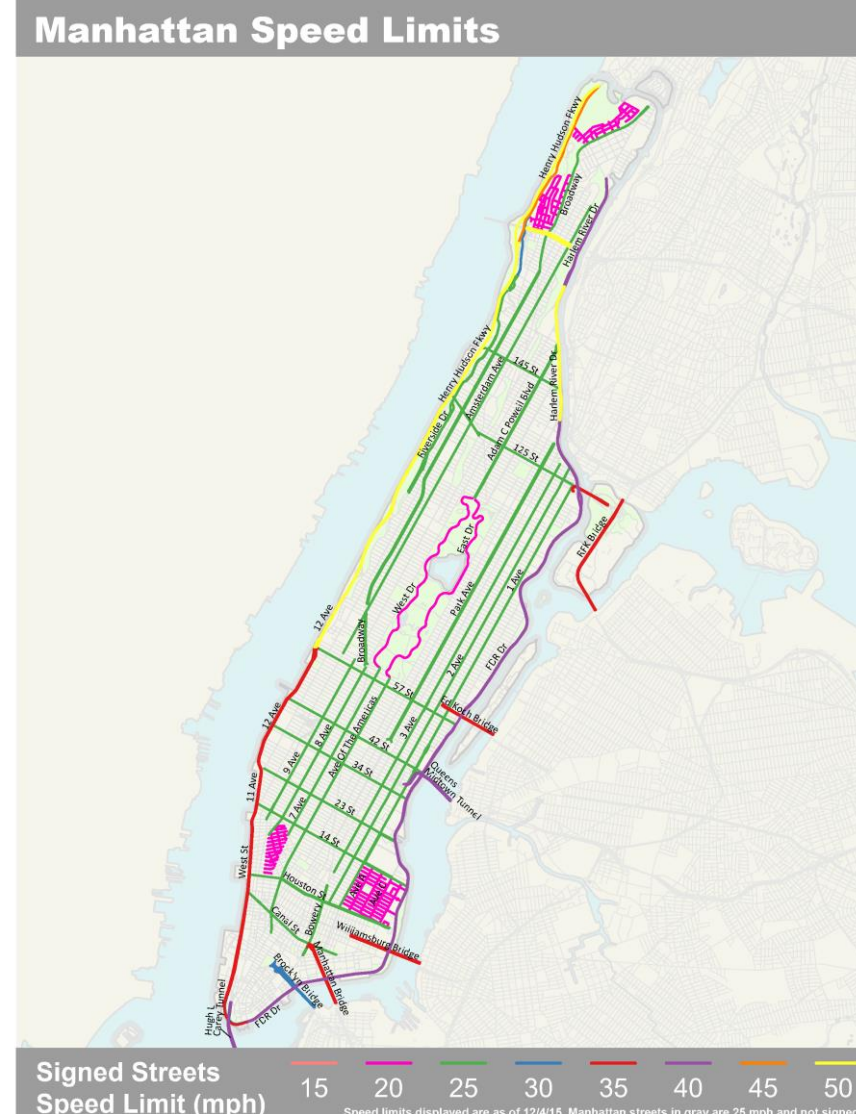 Manhattan Speed Limits
Henry Hudson Pkwy
Broadway
Harlem River Dr
Henry Hudson Pkwy
145 St
Amsterdam Ave
Harlem River Dr
Adam C Powell Blvd
Riverside Dr
125 St
RFK Bridge
East Dr
West Dr
1 Ave
Park Ave
12 Ave
Broadway
2 Ave
FDR Dr
57 St
Ed Koch Bridge
12 Ave
8 Ave
Ave Of The Americas
3 Ave
42 St
9 Ave
34 St
Queens
Midtown Tunnel
11 Ave
7 Ave
23 St
14 St
West St
Houston St
Ave B
Ave C
Canal St
Bowery
Williamsburg Bridge
Manhattan Bridge
Brook'yn Bridge
Hugh L
Carey Tunnel
FDR Dr
Signed Streets
Speed Limit (mph)
15 20 25 30 35 40 45 50
Speed limits displayed are as of 12/4/15. Manhattan streets in gray are 25 mph and not signed